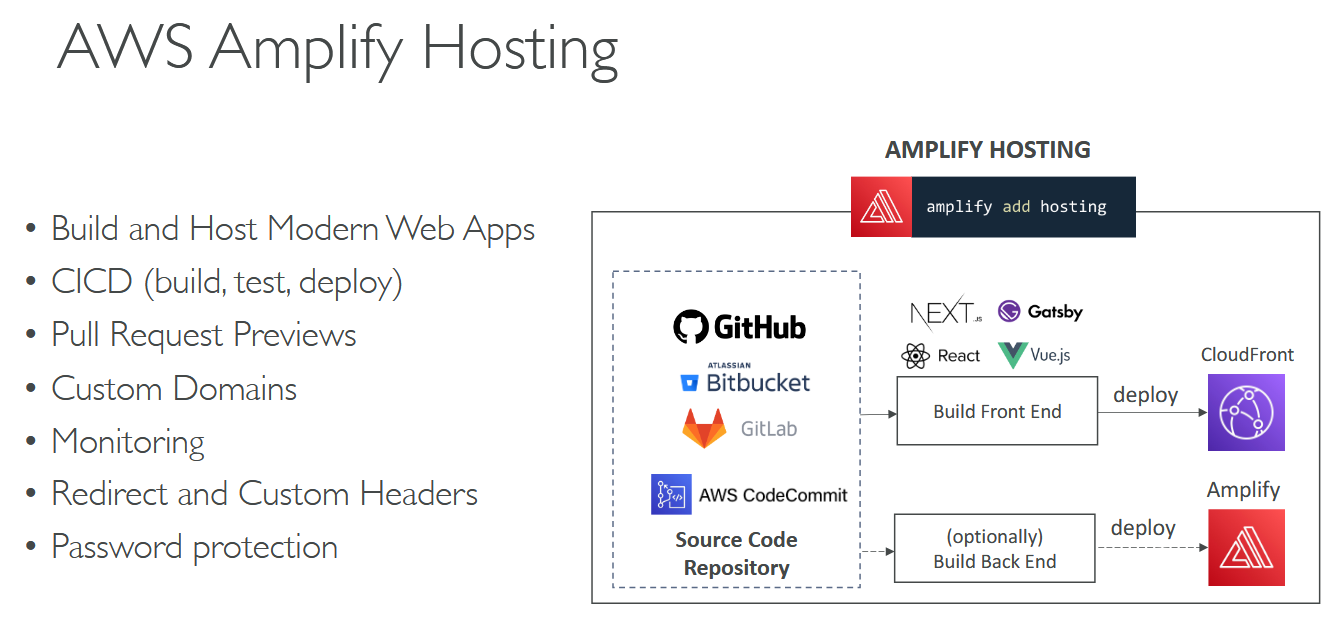 AWS Amplify Hosting
• Build and Host Modern Web Apps
• CICD (build, test, deploy)
• Pull Request Previews
• Custom Domains
• Monitoring
• Redirect and Custom Headers
• Password protection
AMPLIFY HOSTING
amplify add hosting
GitHub
ATLASSIAN
Bitbucket
GitLab
AWS CodeCommit
Source Code
Repository
NEXT.JS
Gatsby
React
Vue.js
Build Front End
deploy
CloudFront
(optionally)
Build Back End
deploy
Amplify